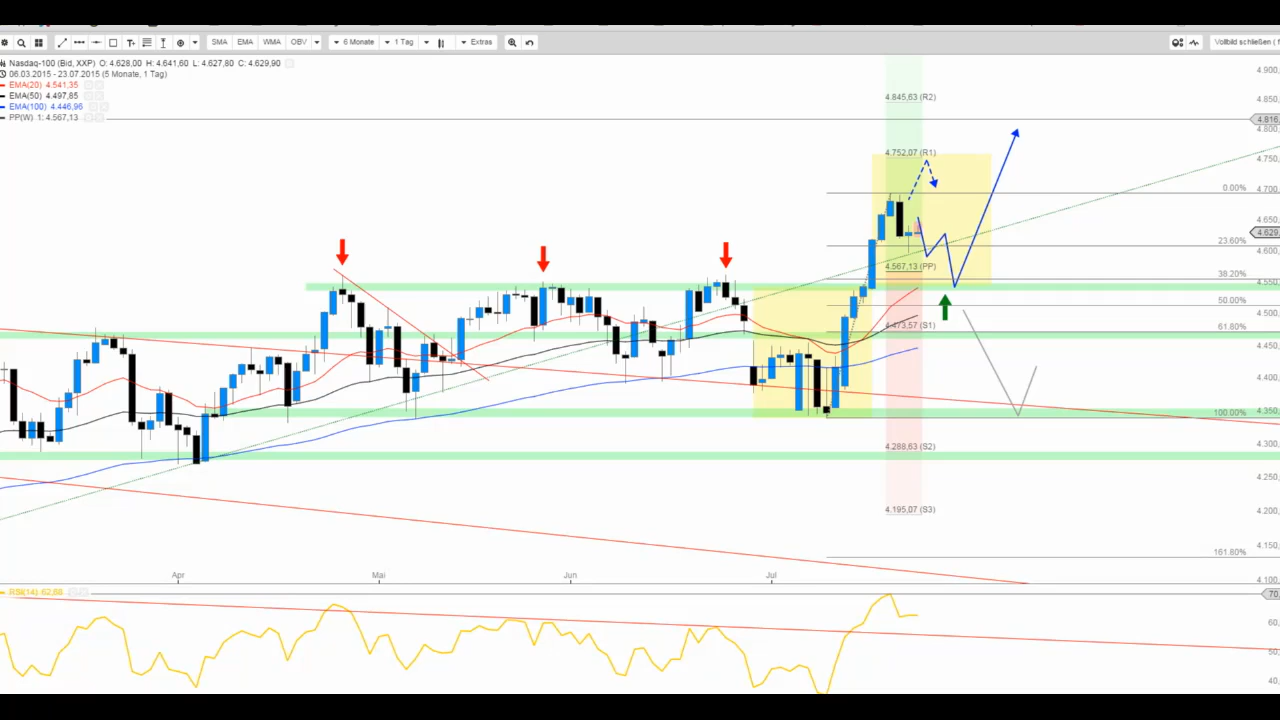 SMA EMA WMA OBV 6 Monate 1 Tag Extras Vollbild schließen ( f
Nasdaq-100 (Bid, XXP) O: 4.628,00 H: 4.641,60 L: 4.627,80 C: 4.629,90
06.03.2015 - 23.07.2015 (5 Monate, 1 Tag)
EMA(20) 4.541,35
EMA(50) 4.497,85
EMA(100) 4.446,96
PP(W) 1: 4.567,13
4.900,
4.845,63 (R2)
4.850,
4.816,
4.800,
4.752,07 (R1)
4.750,
0.00%
4.700,
4.650,
4.629,
23.60%
4.600,
4.567,13 (PP)
38.20%
4.550,
50.00%
4.500,
4.473,57 (S1)
61.80%
4.450,
4.400,
100.00%
4.350,
4.288,63 (S2)
4.300,
4.250,
4.195,07 (S3)
4.200,
161.80%
4.150,
Apr Mai Jun Jul
4.100,
RSI(14) 62,68
70,
60,
50,
40,